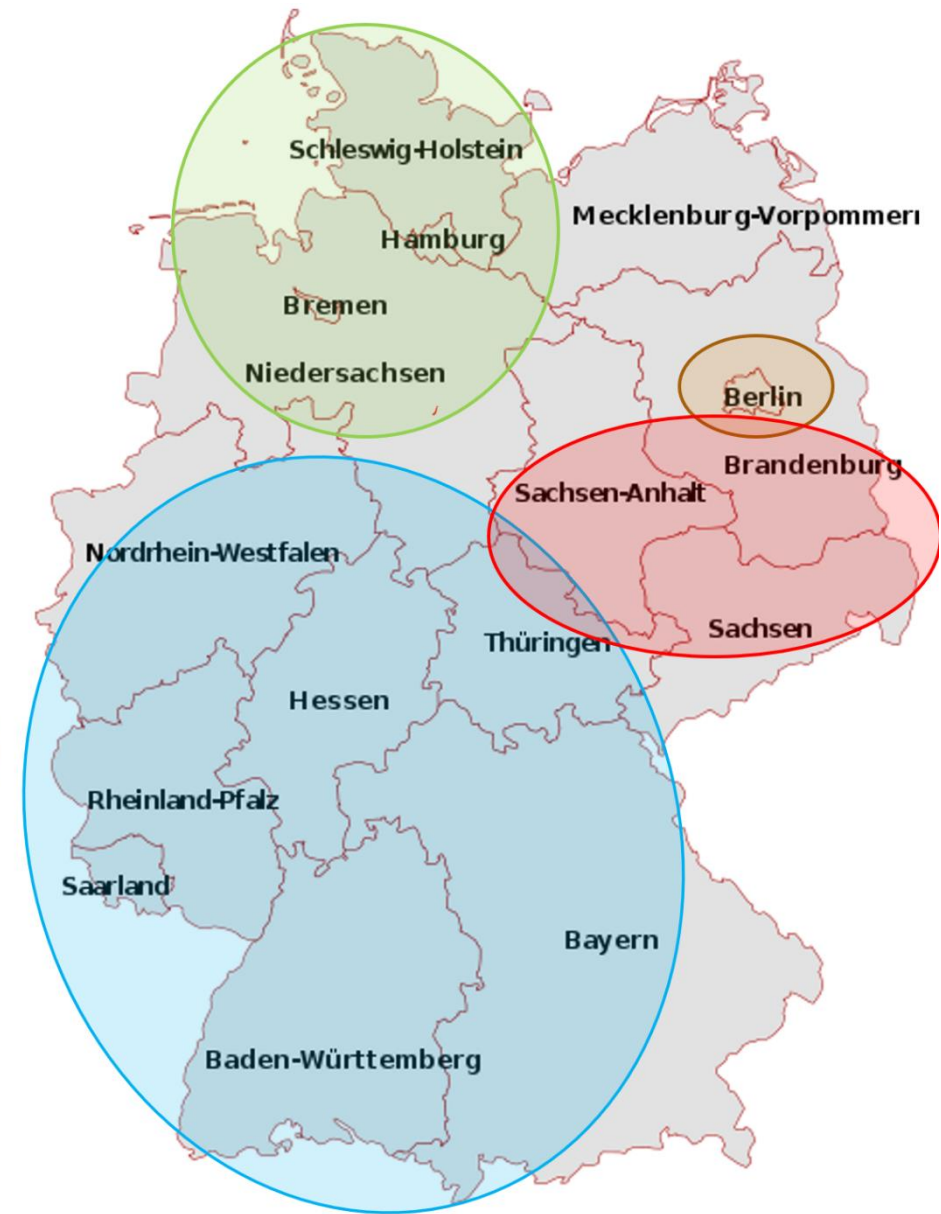 Schleswig-Holstein
Mecklenburg-Vorpommern
Hamburg
Bremen
Niedersachsen
Berlin
Brandenburg
Sachsen-Anhalt
Nordrhein-Westfalen
Sachsen
Thüringen
Hessen
Rheinland-Pfalz
Saarland
Bayern
Baden-Württemberg